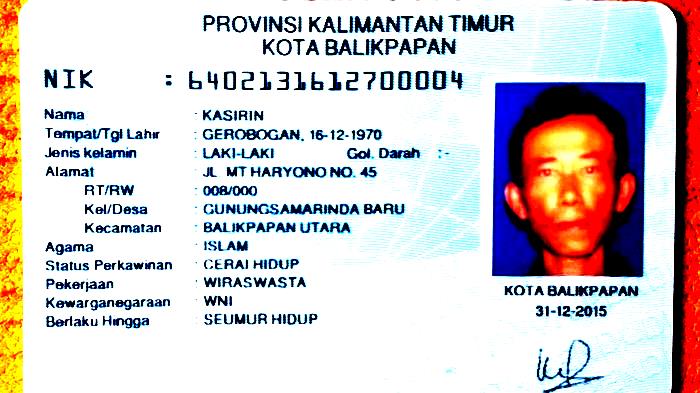 PROVINSI KALIMANTAN TIMUR
KOTA BALIKPAPAN
NIK : 6402131612700004
Nama : KASIRIN
Tempat/Tgl Lahir : GEROBOGAN, 16-12-1970
Jenis kelamin : LAKI-LAKI Gol. Darah :-
Alamat : JL MT HARYONO NO. 45
RT/RW : 008/000
Kel/Desa : GUNUNGSAMARINDA BARU
Kecamatan : BALIKPAPAN UTARA
Agama : ISLAM
Status Perkawinan : CERAI HIDUP
Pekerjaan : WIRASWASTA
Kewarganegaraan : WNI
Berlaku Hingga : SEUMUR HIDUP
KOTA BALIKPAPAN
31-12-2015